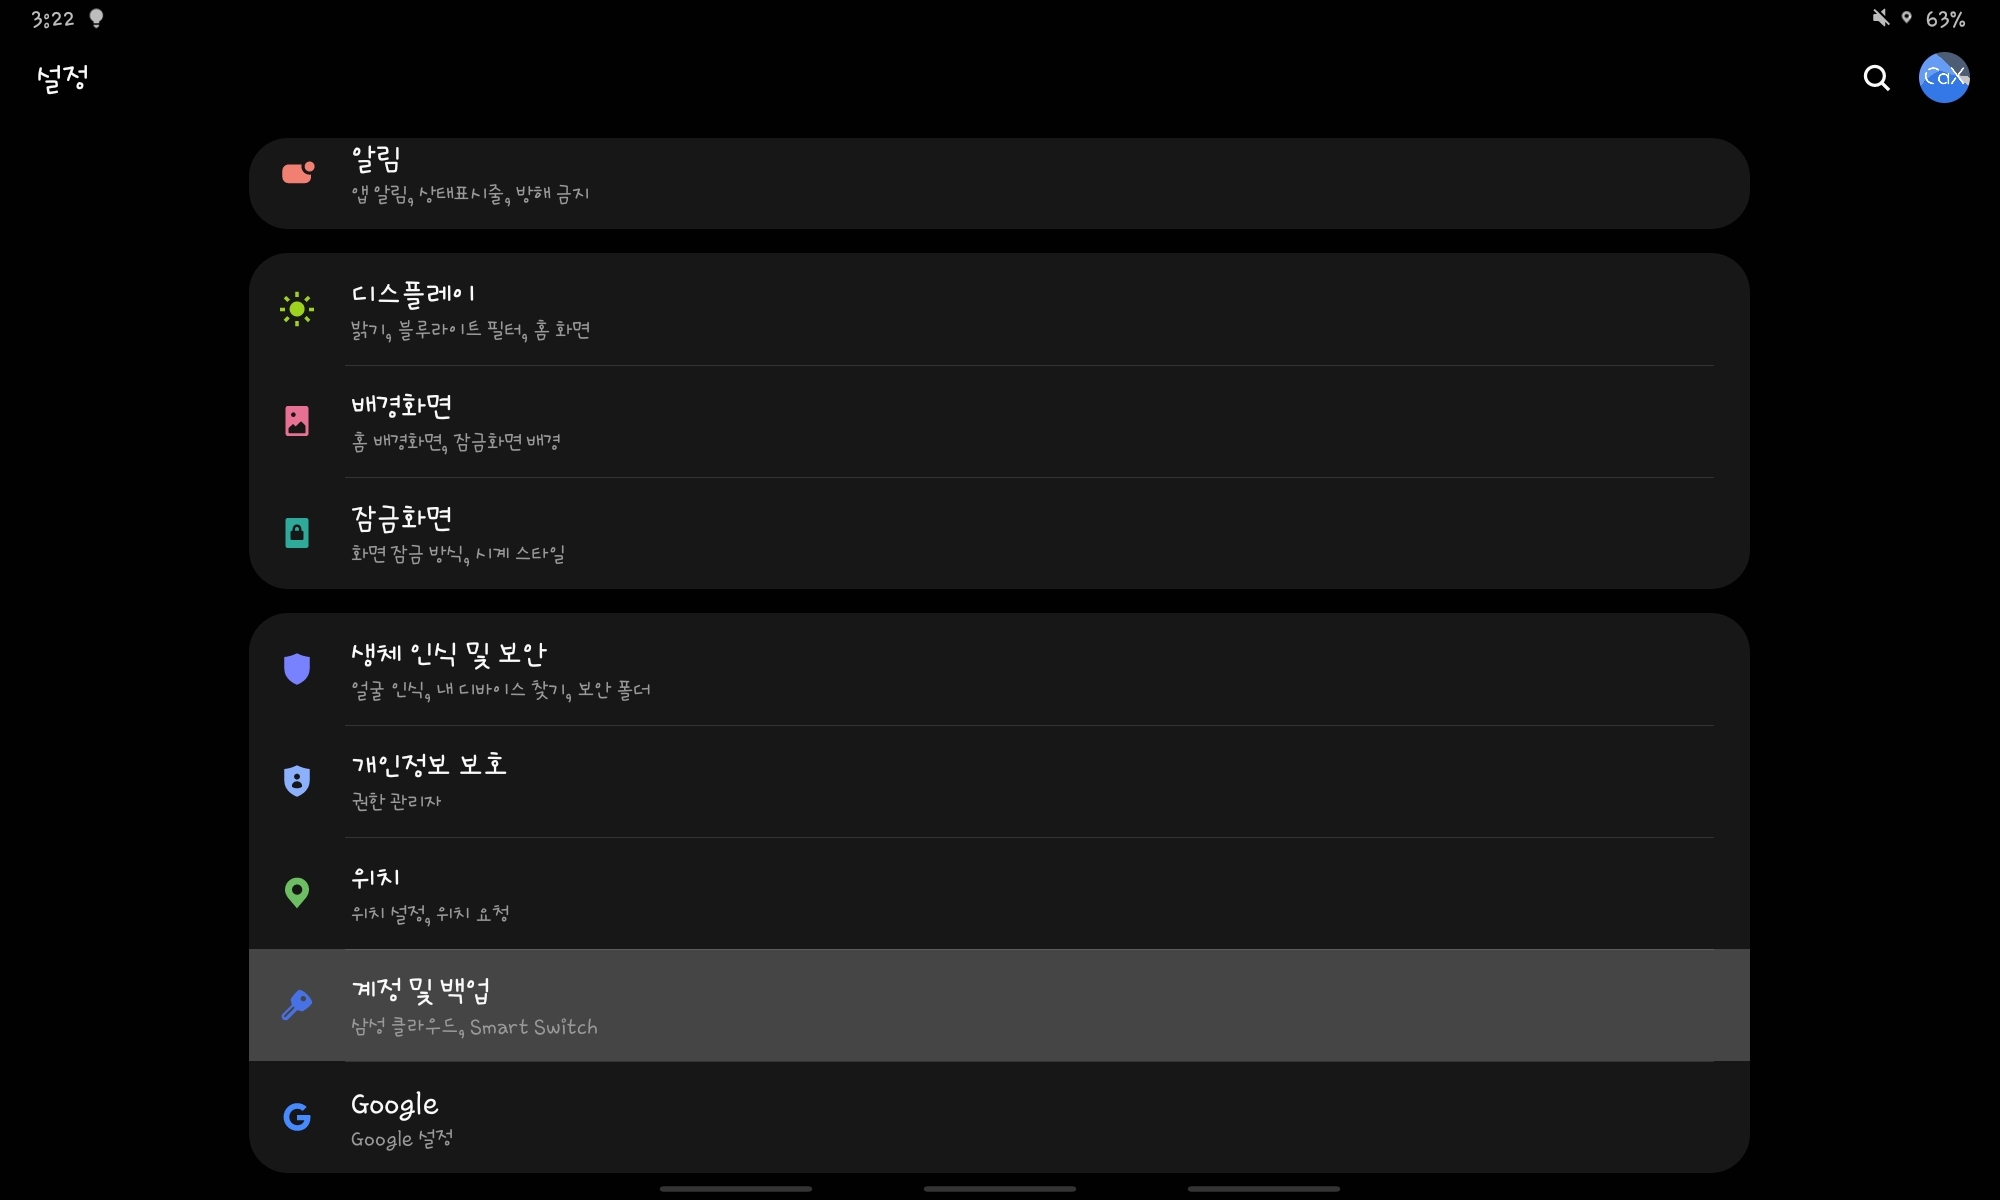 3:22
63%
설정
CaX
알림
앱 알림, 상태표시줄, 방해 금지
디스플레이
밝기, 블루라이트 필터, 홈 화면
배경화면
홈 배경화면, 잠금화면 배경
잠금화면
화면 잠금 방식, 시계 스타일
생체 인식 및 보안
얼굴 인식, 내 디바이스 찾기, 보안 폴더
개인정보 보호
권한 관리자
위치
위치 설정, 위치 요청
계정 및 백업
삼성 클라우드, Smart Switch
Google
Google 설정